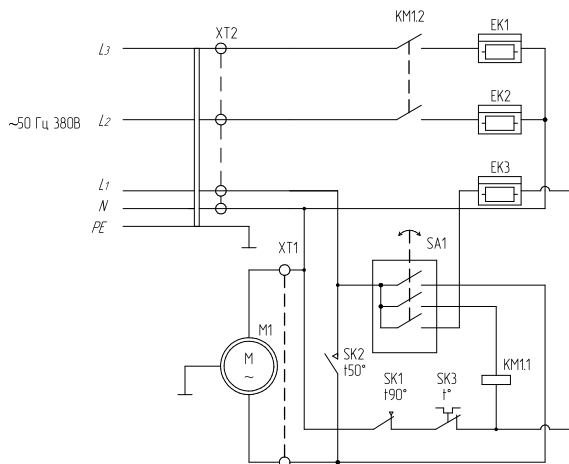 KM1.2
EK1
XT2
L3
EK2
~50 Гц 380В
L2
EK3
L1
N
PE
SA1
XT1
M1
M
~
SK2
t50°
SK1
t90°
SK3
t°
KM1.1